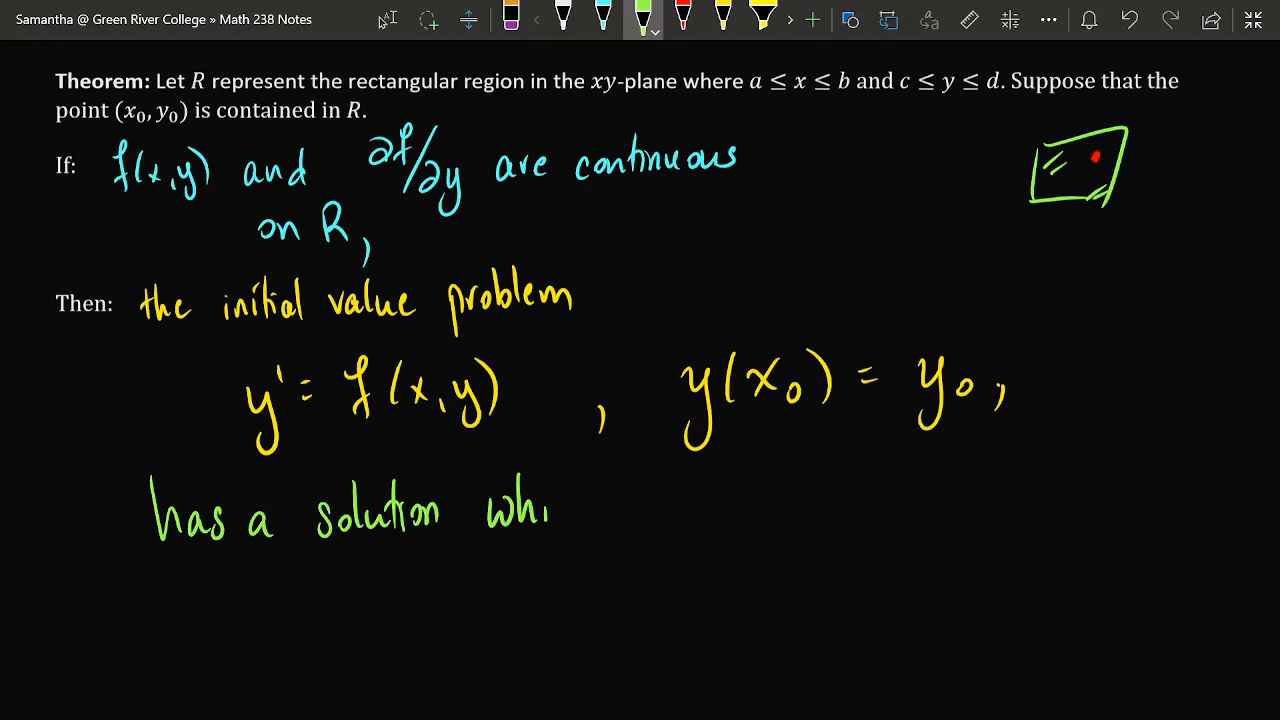 Samantha @ Green River College » Math 238 Notes
Theorem: Let R represent the rectangular region in the xy-plane where a ≤ x ≤ b and c ≤ y ≤ d. Suppose that the
point (x₀, y₀) is contained in R.
If: f(x,y) and ∂f/∂y are continuous
on R,
Then: the initial value problem
y' = f(x,y) , y(x₀) = y₀,
has a solution whi